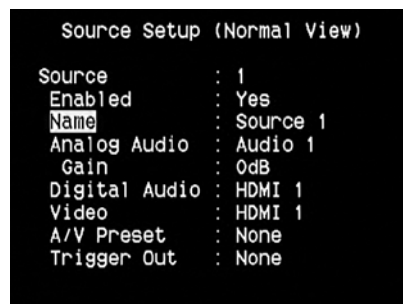 Source Setup (Normal View)
Source : 1
Enabled : Yes
Name : Source 1
Analog Audio : Audio 1
Gain : 0dB
Digital Audio : HDMI 1
Video : HDMI 1
A/V Preset : None
Trigger Out : None